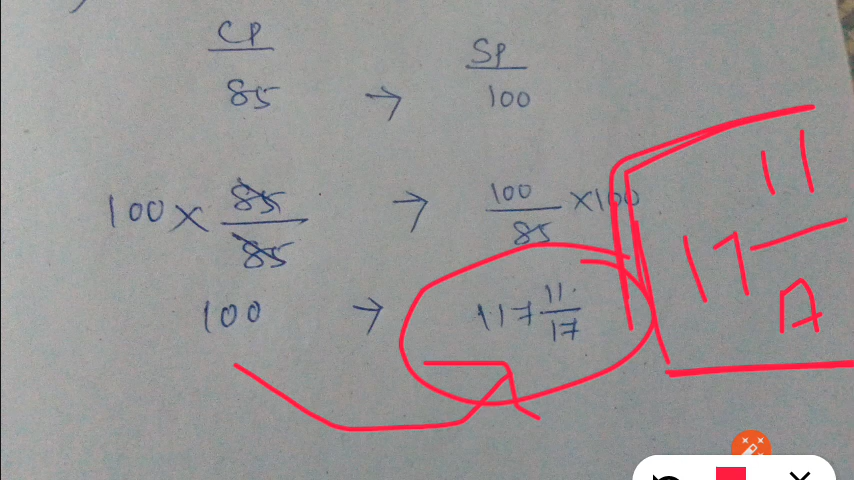 CP SP
85 → 100
100 × 85/85 → 100/85 × 100
100 → 117 11/17
17 11/17